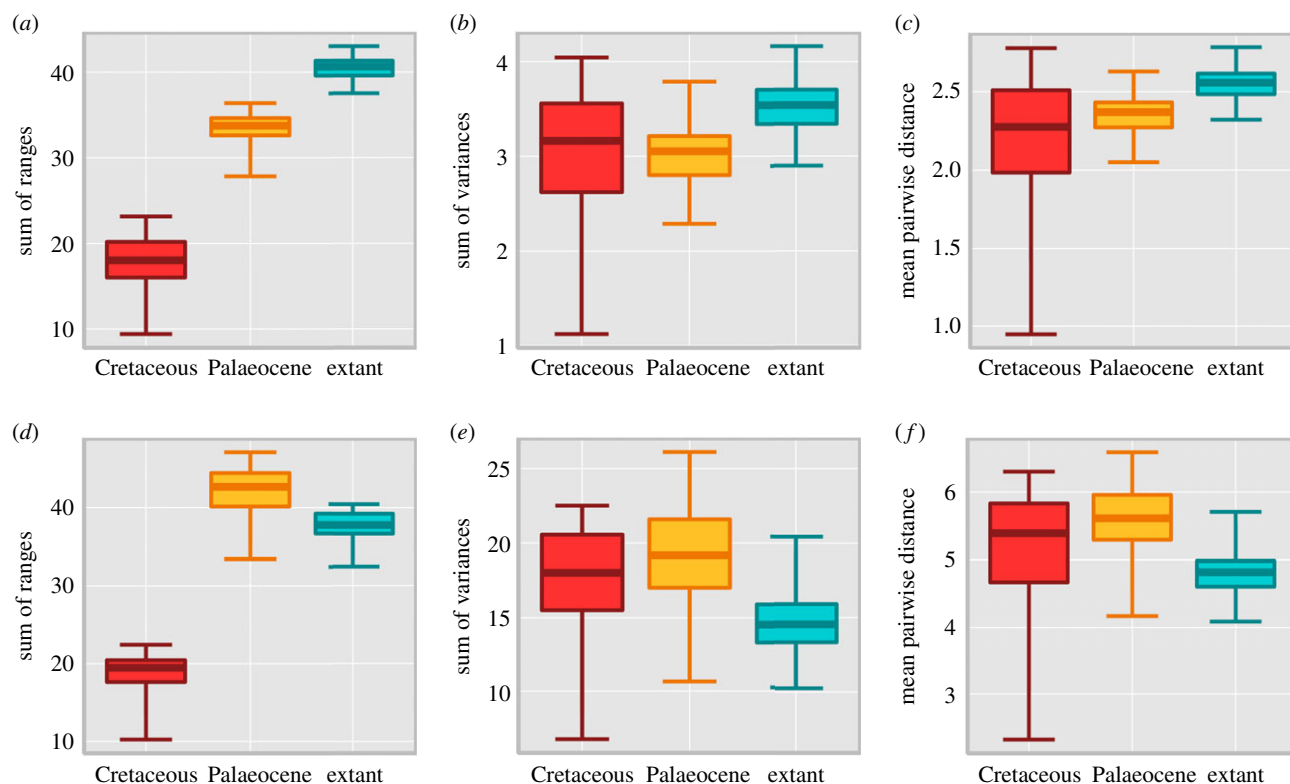 (a)
sum of ranges
40
30
20
10
Cretaceous Palaeocene extant
(b)
sum of variances
4
3
2
1
Cretaceous Palaeocene extant
(c)
mean pairwise distance
2.5
2.0
1.5
1.0
Cretaceous Palaeocene extant
(d)
sum of ranges
40
30
20
10
Cretaceous Palaeocene extant
(e)
sum of variances
25
20
15
10
Cretaceous Palaeocene extant
(f)
mean pairwise distance
6
5
4
3
Cretaceous Palaeocene extant